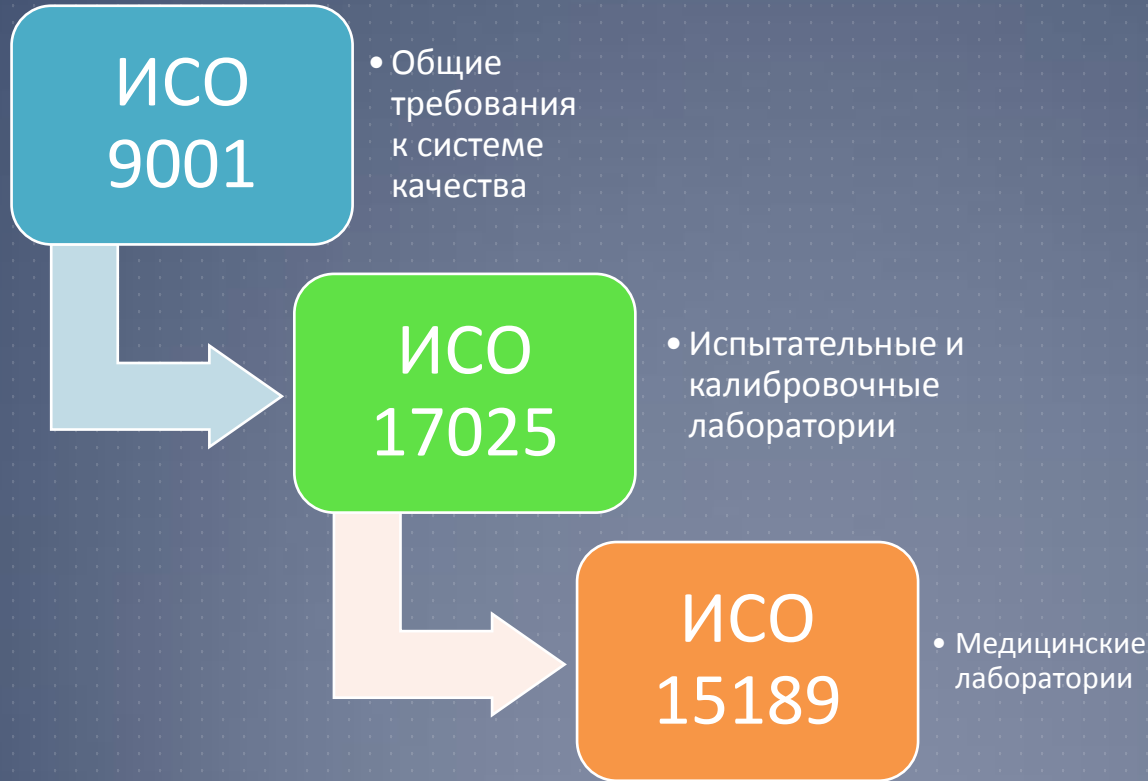 ИСО
9001
• Общие
требования
к системе
качества
ИСО
17025
• Испытательные и
калибровочные
лаборатории
ИСО
15189
• Медицинские
лаборатории